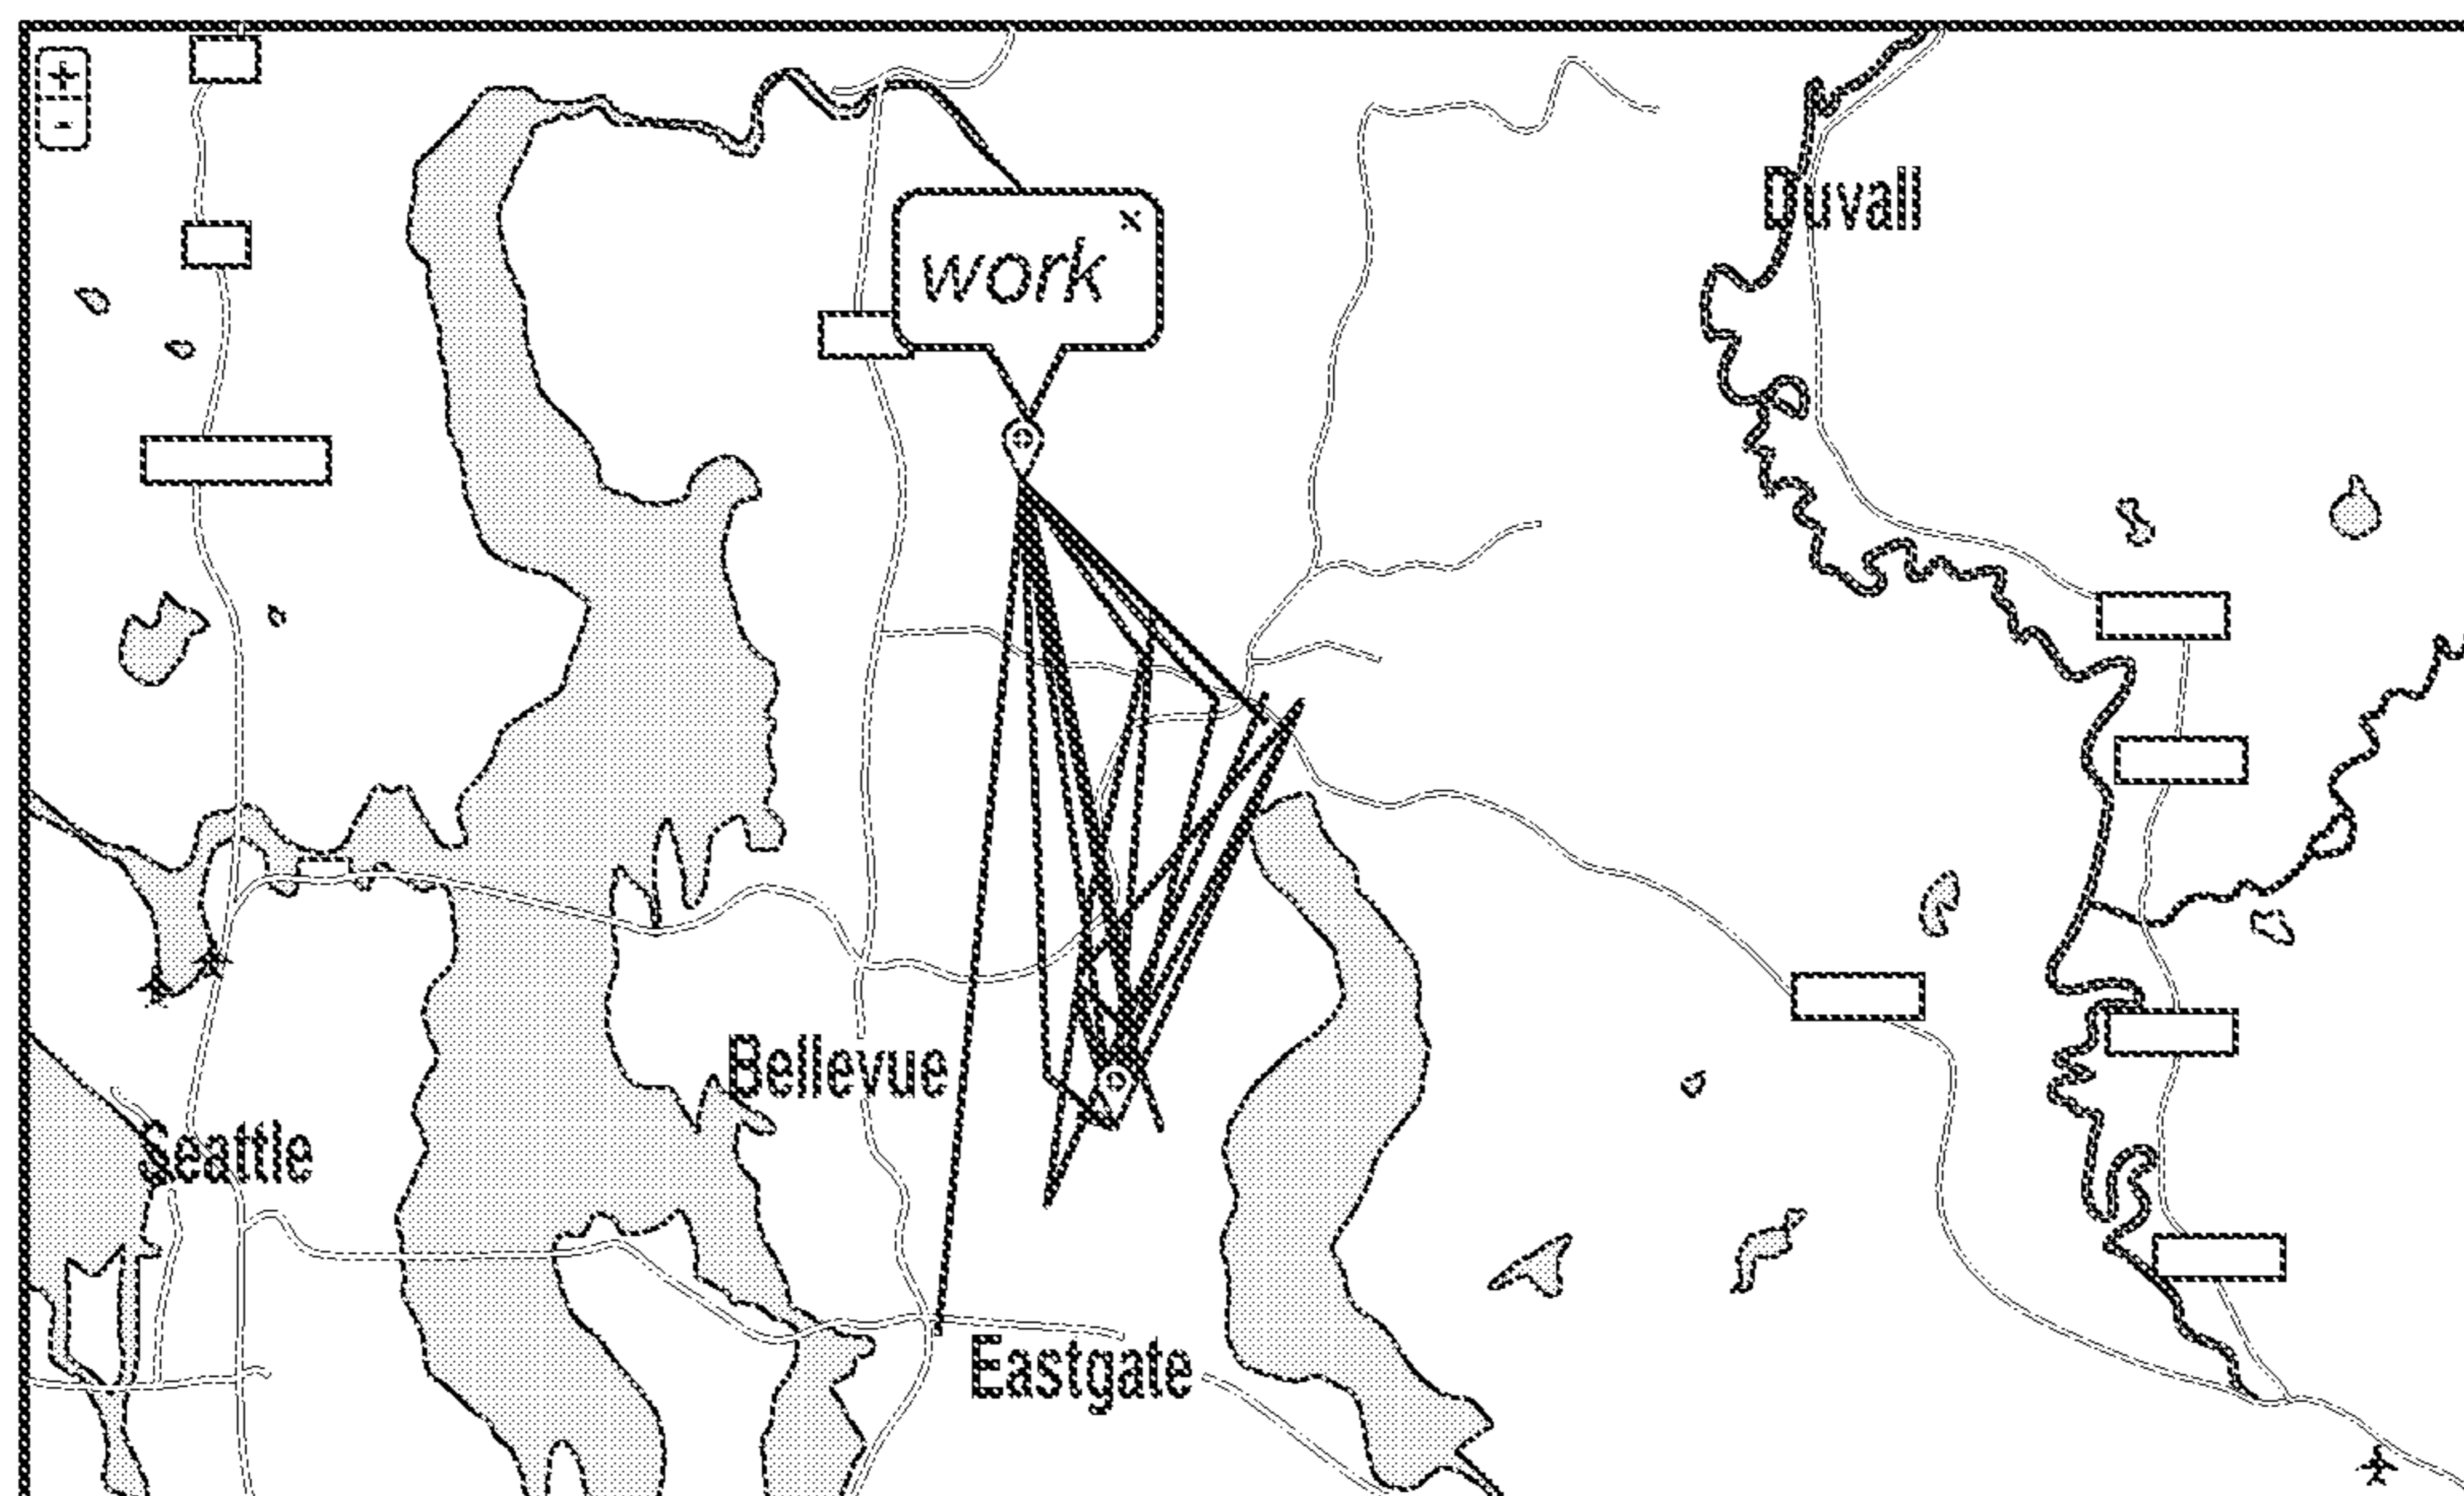 +
-
Duvall
x
work
Bellevue
Seattle
Eastgate